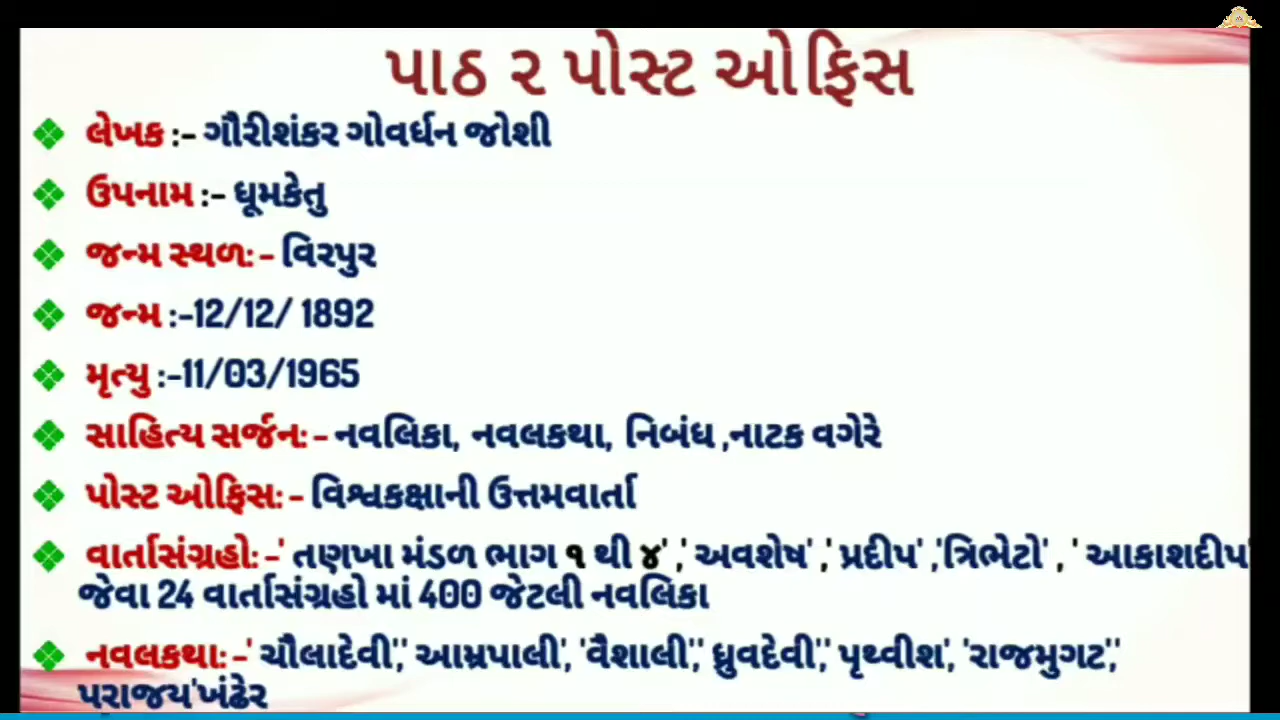 પાઠ ૨ પોસ્ટ ઓફિસ
લેખક :- ગૌરીશંકર ગોવર્ધન જોશી
ઉપનામ :- ધૂમકેતુ
જન્મ સ્થળ: - વિરપુર
જન્મ :-12/12/ 1892
મૃત્યુ :-11/03/1965
સાહિત્ય સર્જન: - નવલિકા, નવલકથા, નિબંધ ,નાટક વગેરે
પોસ્ટ ઓફિસ: - વિશ્વકક્ષાની ઉત્તમવાર્તા
વાર્તાસંગ્રહો: -' તણખા મંડળ ભાગ ૧ થી ૪' ,' અવશેષ' ,' પ્રદીપ' ,'ત્રિભેટો' , ' આકાશદીપ'
જેવા 24 વાર્તાસંગ્રહો માં 400 જેટલી નવલિકા
નવલકથા: -' ચૌલાદેવી',' આમ્રપાલી', 'વૈશાલી',' ધ્રુવદેવી',' પૃથ્વીશ', 'રાજમુગટ','
પરાજય'ખંઢેર